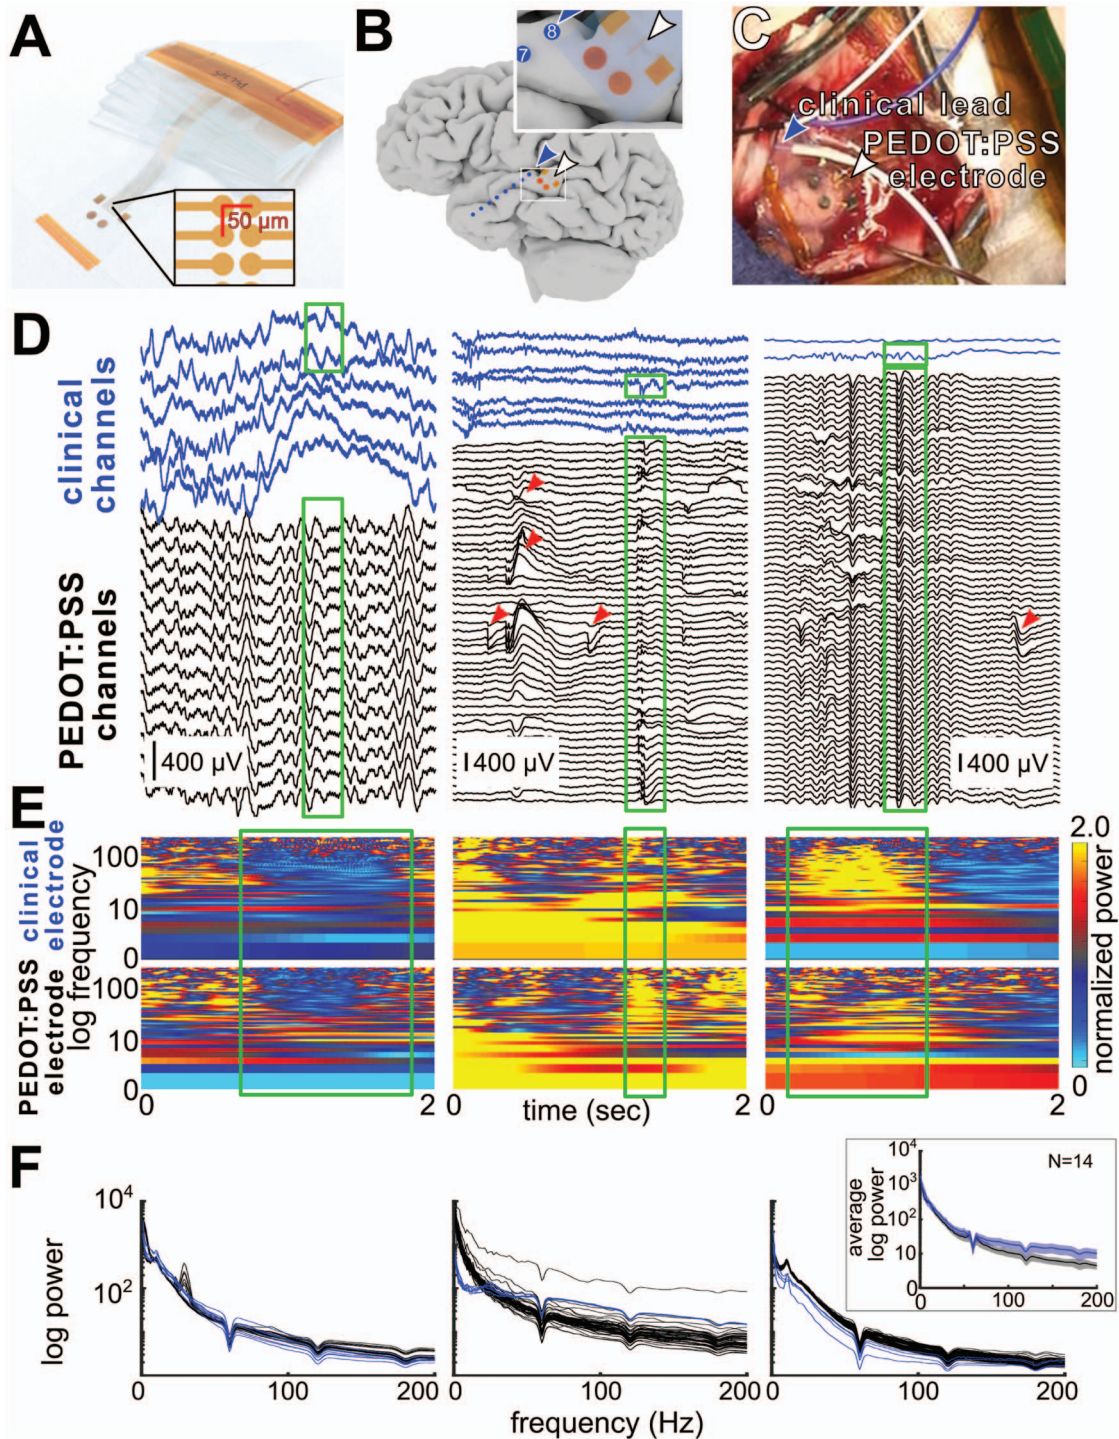 A
50 µm
B
7
8
C
clinical lead
PEDOT:PSS
electrode
D
clinical
channels
PEDOT:PSS
channels
400 µV
400 µV
400 µV
E
clinical
electrode
PEDOT:PSS
electrode
log frequency
100
10
0
100
10
0
0
2
0
2
0
2
time (sec)
2.0
normalized power
0
F
log power
10⁴
10²
0
100
200
0
100
200
0
100
200
frequency (Hz)
average
log power
10⁴
10³
10²
10
0
0
100
200
N=14